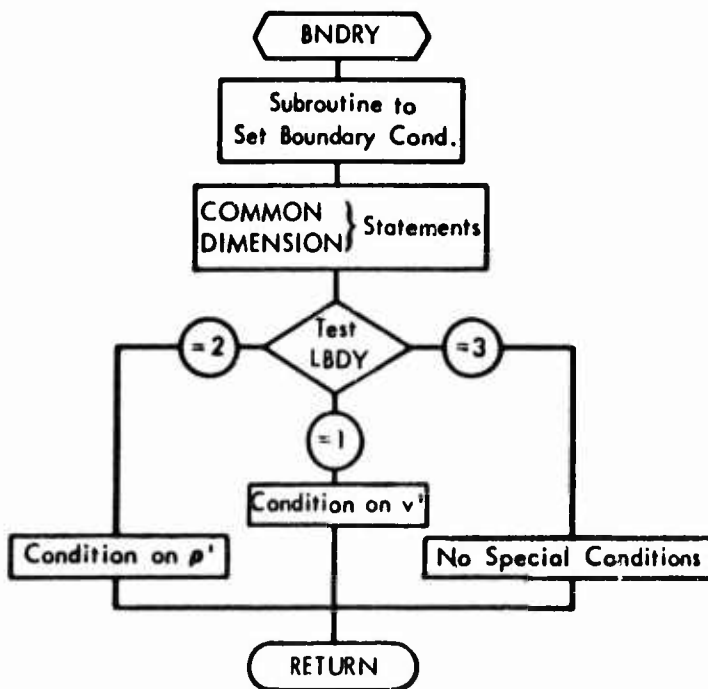 BNDRY
Subroutine to
Set Boundary Cond.
COMMON
DIMENSION } Statements
Test
LBDY
=2
=3
=1
Condition on v'
Condition on ρ'
No Special Conditions
RETURN